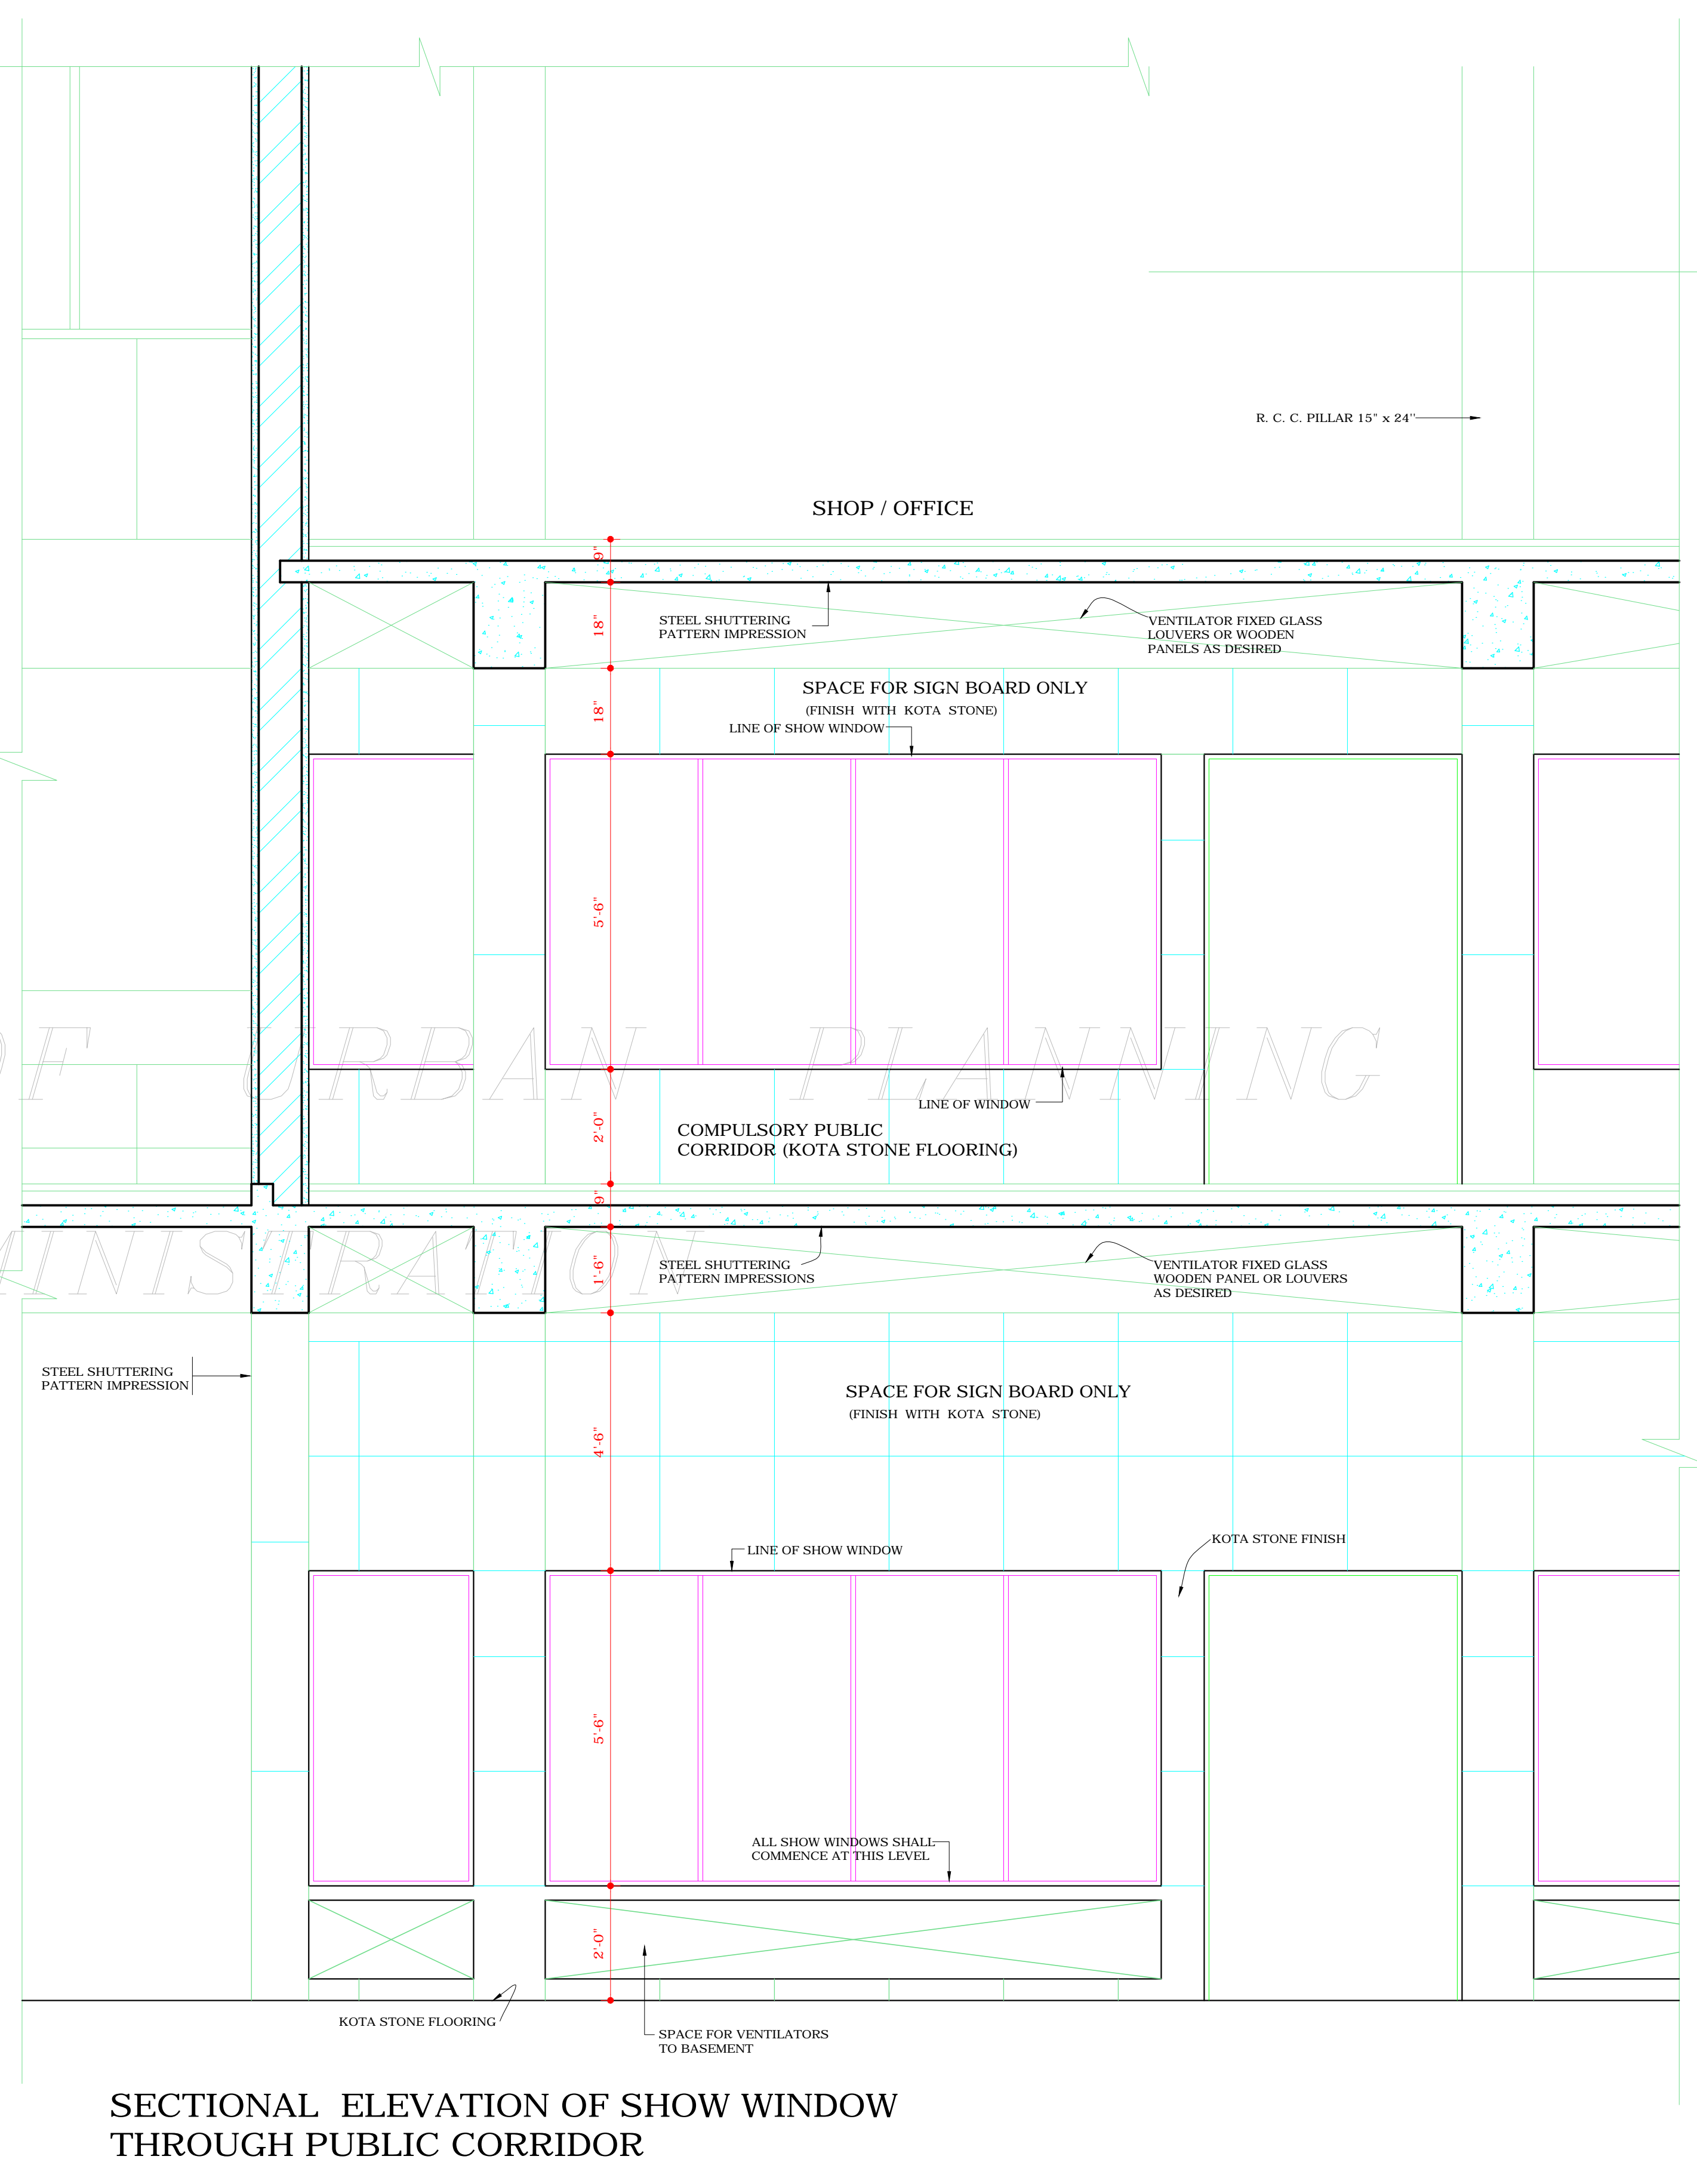 R. C. C. PILLAR 15" x 24''
SHOP / OFFICE
9"
18"
STEEL SHUTTERING
PATTERN IMPRESSION
VENTILATOR FIXED GLASS
LOUVERS OR WOODEN
PANELS AS DESIRED
18"
SPACE FOR SIGN BOARD ONLY
(FINISH WITH KOTA STONE)
LINE OF SHOW WINDOW
5'-6"
OF URBAN PLANNING
LINE OF WINDOW
2'-0"
COMPULSORY PUBLIC
CORRIDOR (KOTA STONE FLOORING)
9"
MINISTRATION
1'-6"
STEEL SHUTTERING
PATTERN IMPRESSIONS
VENTILATOR FIXED GLASS
WOODEN PANEL OR LOUVERS
AS DESIRED
STEEL SHUTTERING
PATTERN IMPRESSION
SPACE FOR SIGN BOARD ONLY
(FINISH WITH KOTA STONE)
4'-6"
KOTA STONE FINISH
LINE OF SHOW WINDOW
5'-6"
ALL SHOW WINDOWS SHALL
COMMENCE AT THIS LEVEL
2'-0"
KOTA STONE FLOORING
SPACE FOR VENTILATORS
TO BASEMENT
SECTIONAL ELEVATION OF SHOW WINDOW
THROUGH PUBLIC CORRIDOR